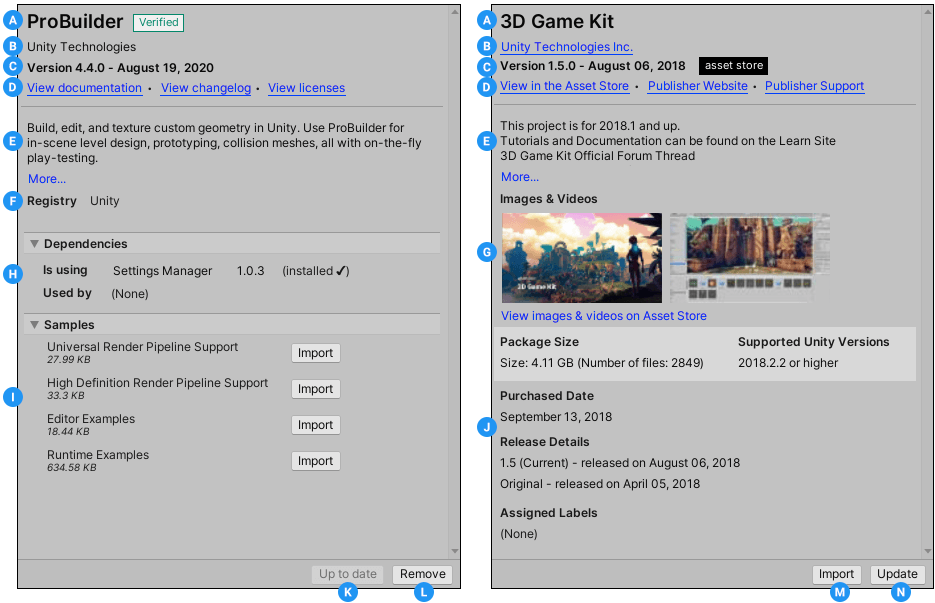 A ProBuilder Verified
B Unity Technologies
C Version 4.4.0 - August 19, 2020
D View documentation • View changelog • View licenses
E Build, edit, and texture custom geometry in Unity. Use ProBuilder for
in-scene level design, prototyping, collision meshes, all with on-the-fly
play-testing.
More...
F Registry Unity
Dependencies
H Is using Settings Manager 1.0.3 (installed ✔)
Used by (None)
Samples
Universal Render Pipeline Support
27.99 KB
Import
High Definition Render Pipeline Support
33.3 KB
Import
I
Editor Examples
18.44 KB
Import
Runtime Examples
634.58 KB
Import
Up to date Remove
K L
A 3D Game Kit
B Unity Technologies Inc.
C Version 1.5.0 - August 06, 2018 asset store
D View in the Asset Store • Publisher Website • Publisher Support
This project is for 2018.1 and up.
E Tutorials and Documentation can be found on the Learn Site
3D Game Kit Official Forum Thread
More...
Images & Videos
G
3D Game Kit
View images & videos on Asset Store
Package Size Supported Unity Versions
Size: 4.11 GB (Number of files: 2849) 2018.2.2 or higher
Purchased Date
September 13, 2018
J
Release Details
1.5 (Current) - released on August 06, 2018
Original - released on April 05, 2018
Assigned Labels
(None)
Import Update
M N